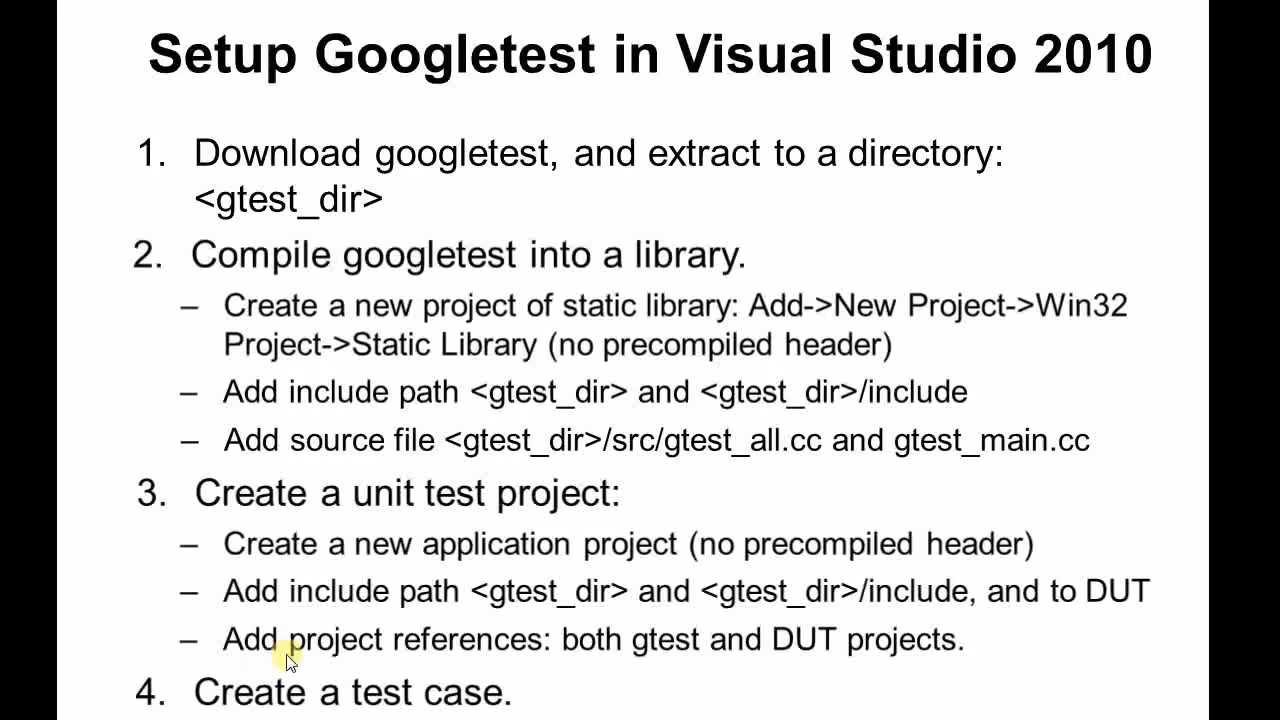 Setup Googletest in Visual Studio 2010
1. Download googletest, and extract to a directory:
<gtest_dir>
2. Compile googletest into a library.
– Create a new project of static library: Add->New Project->Win32
Project->Static Library (no precompiled header)
– Add include path <gtest_dir> and <gtest_dir>/include
– Add source file <gtest_dir>/src/gtest_all.cc and gtest_main.cc
3. Create a unit test project:
– Create a new application project (no precompiled header)
– Add include path <gtest_dir> and <gtest_dir>/include, and to DUT
– Add project references: both gtest and DUT projects.
4. Create a test case.